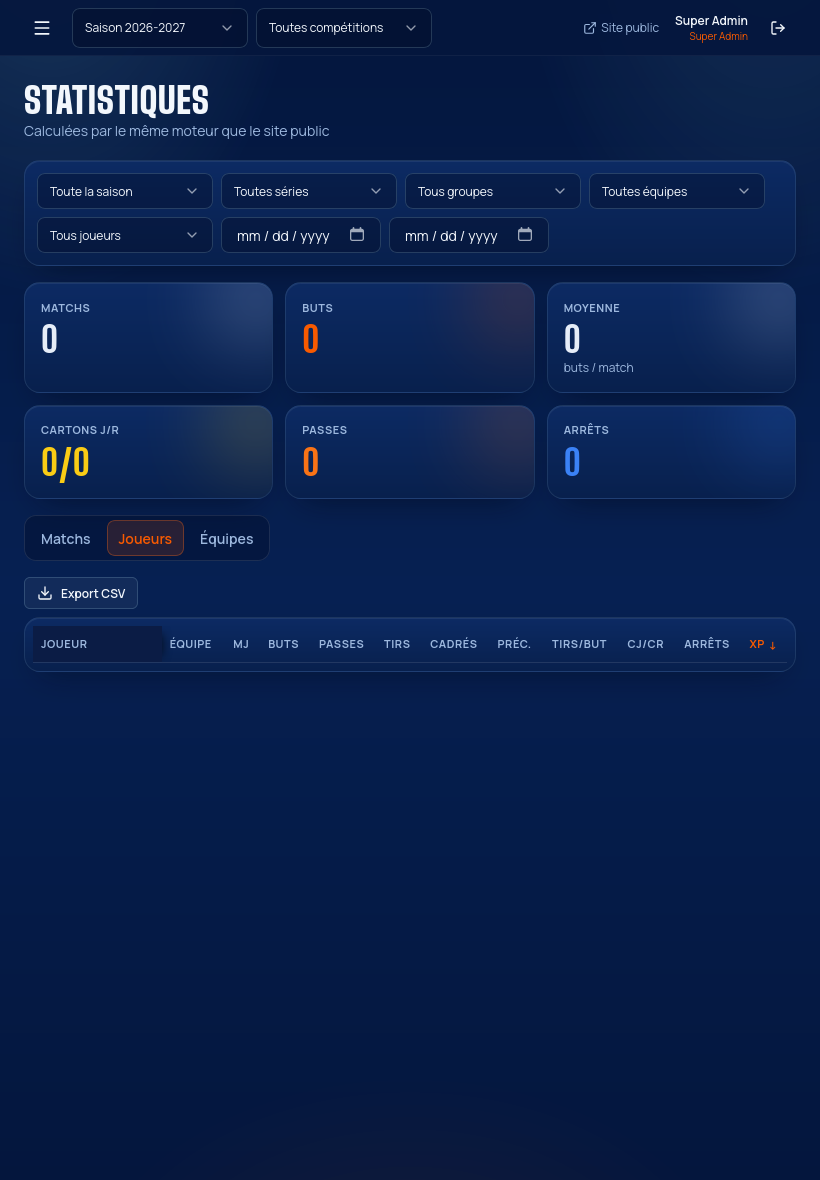 Saison 2026-2027
Toutes compétitions
Site public
Super Admin
Super Admin
STATISTIQUES
Calculées par le même moteur que le site public
Toute la saison
Toutes séries
Tous groupes
Toutes équipes
Tous joueurs
mm / dd / yyyy
mm / dd / yyyy
MATCHS
0
BUTS
0
MOYENNE
0
buts / match
CARTONS J/R
0/0
PASSES
0
ARRÊTS
0
Matchs
Joueurs
Équipes
Export CSV
JOUEUR ÉQUIPE MJ BUTS PASSES TIRS CADRÉS PRÉC. TIRS/BUT CJ/CR ARRÊTS XP ↓